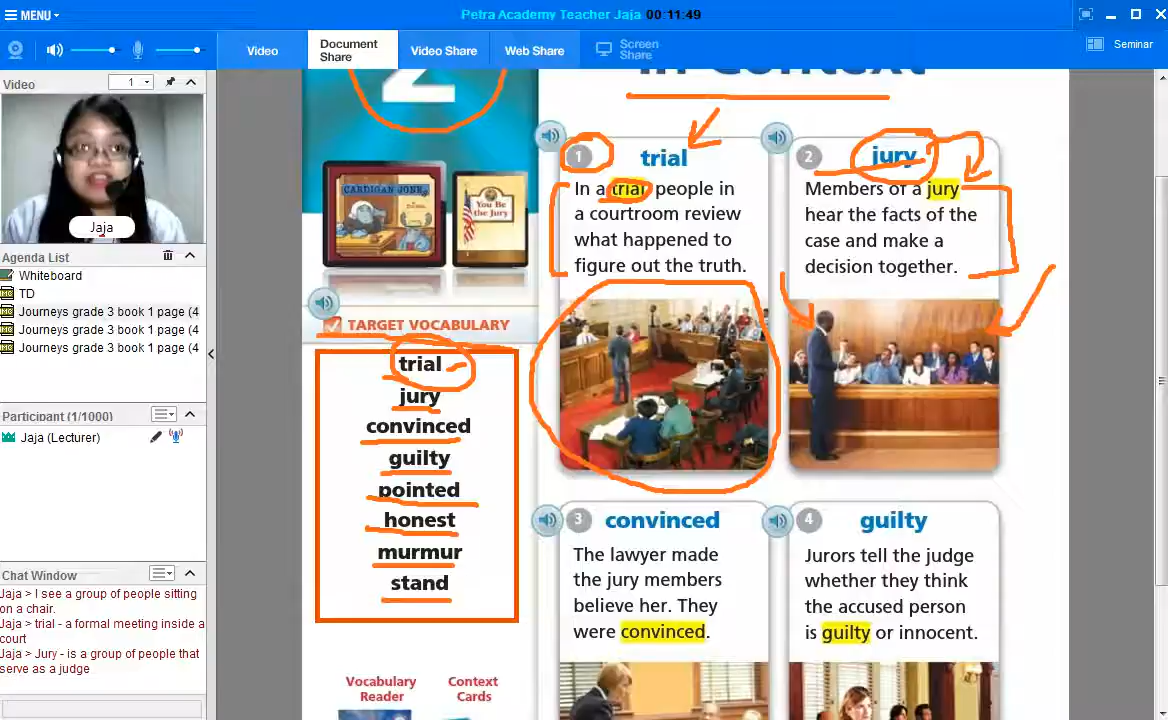 MENU
Petra Academy Teacher Jaja 00:11:49
Video
Document Share
Video Share
Web Share
Screen Share
Seminar
Video
1
Jaja
Agenda List
Whiteboard
TD
Journeys grade 3 book 1 page (4
Journeys grade 3 book 1 page (4
Journeys grade 3 book 1 page (4
Participant (1/1000)
Jaja (Lecturer)
Chat Window
Jaja > I see a group of people sitting
on a chair.
Jaja > trial - a formal meeting inside a
court
Jaja > Jury - is a group of people that
serve as a judge
2
in Context
CARDIGAN JONES
You Be
the Jury
TARGET VOCABULARY
trial
jury
convinced
guilty
pointed
honest
murmur
stand
Vocabulary
Reader
Context
Cards
1 trial
In a trial people in
a courtroom review
what happened to
figure out the truth.
2 jury
Members of a jury
hear the facts of the
case and make a
decision together.
3 convinced
The lawyer made
the jury members
believe her. They
were convinced.
4 guilty
Jurors tell the judge
whether they think
the accused person
is guilty or innocent.